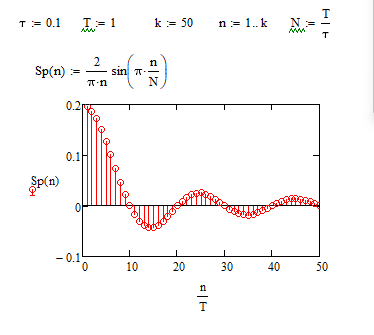 τ := 0.1 T := 1 k := 50 n := 1.. k N := T/τ
Sp(n) := 2/(π·n) sin(π·n/N)
0.2
0.1
Sp(n)
0
− 0.1
0 10 20 30 40 50
n/T